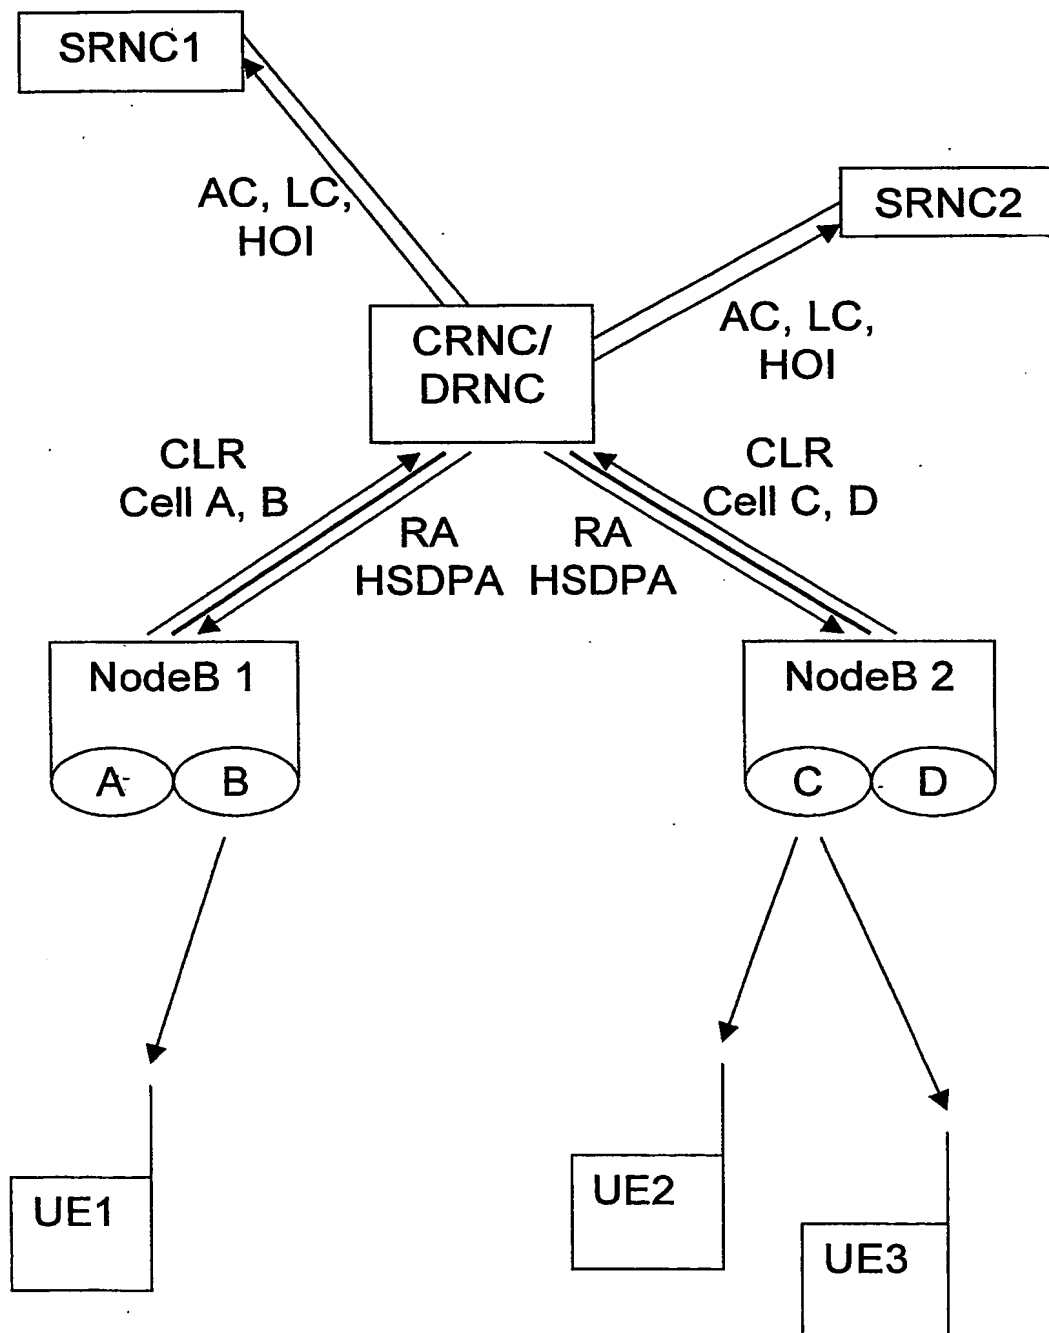 SRNC1
AC, LC,
HOI
SRNC2
AC, LC,
HOI
CRNC/
DRNC
CLR
Cell A, B
CLR
Cell C, D
RA
HSDPA
RA
HSDPA
NodeB 1
A
B
NodeB 2
C
D
UE1
UE2
UE3